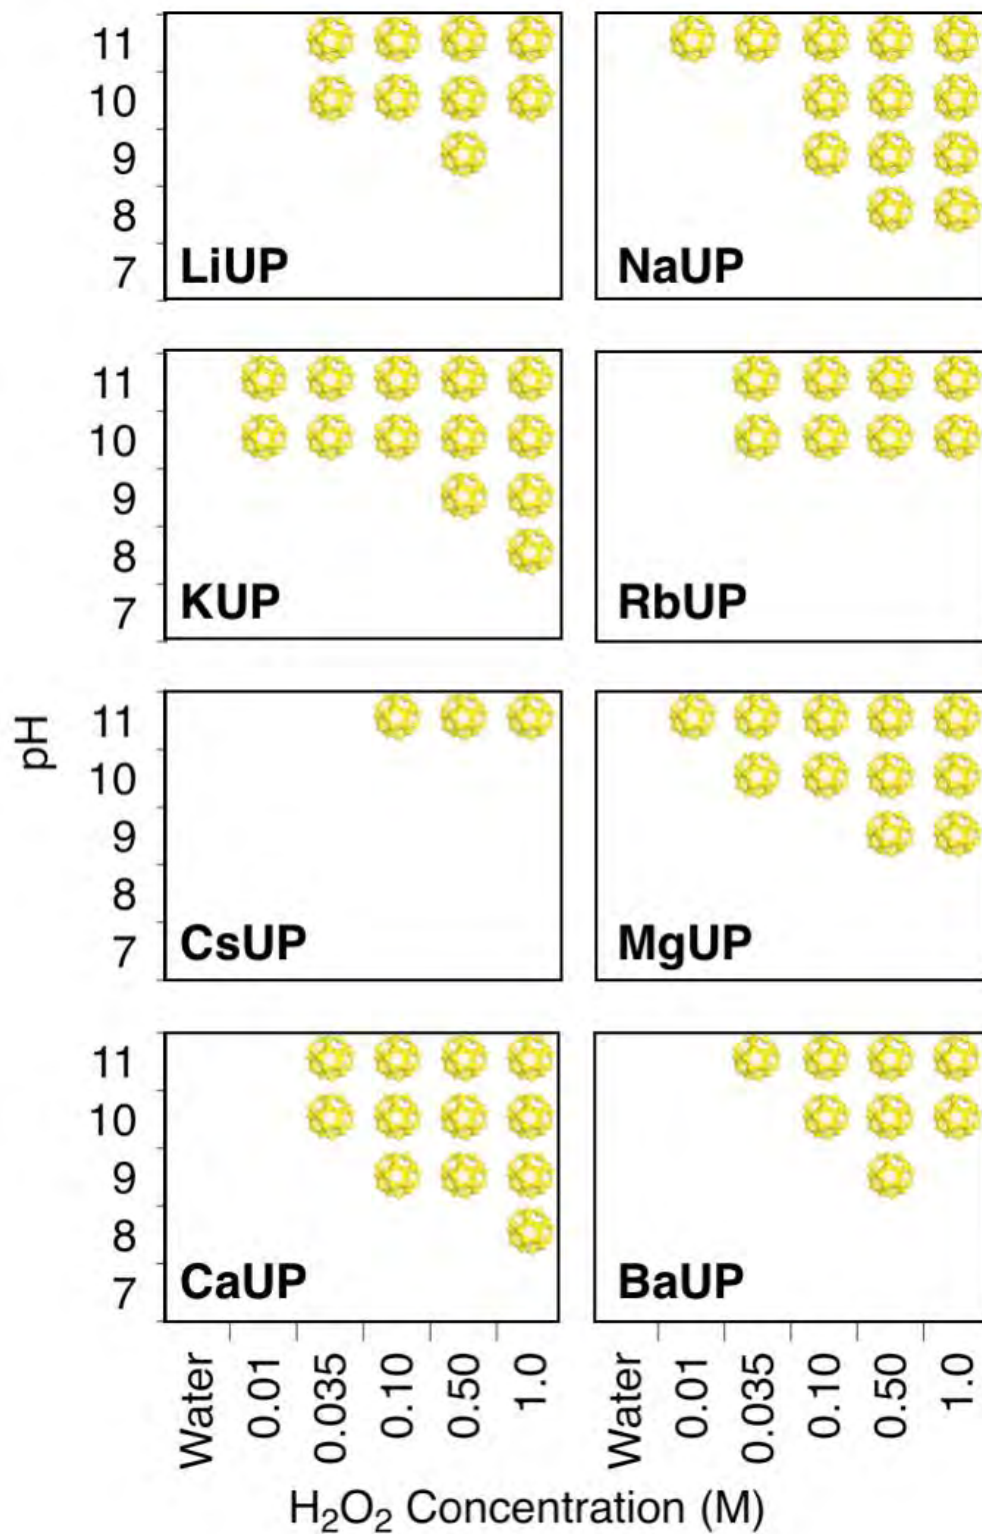 11
10
9
8
7
LiUP
NaUP
11
10
9
8
7
KUP
RbUP
pH
11
10
9
8
7
CsUP
MgUP
11
10
9
8
7
CaUP
BaUP
Water
0.01
0.035
0.10
0.50
1.0
Water
0.01
0.035
0.10
0.50
1.0
H₂O₂ Concentration (M)